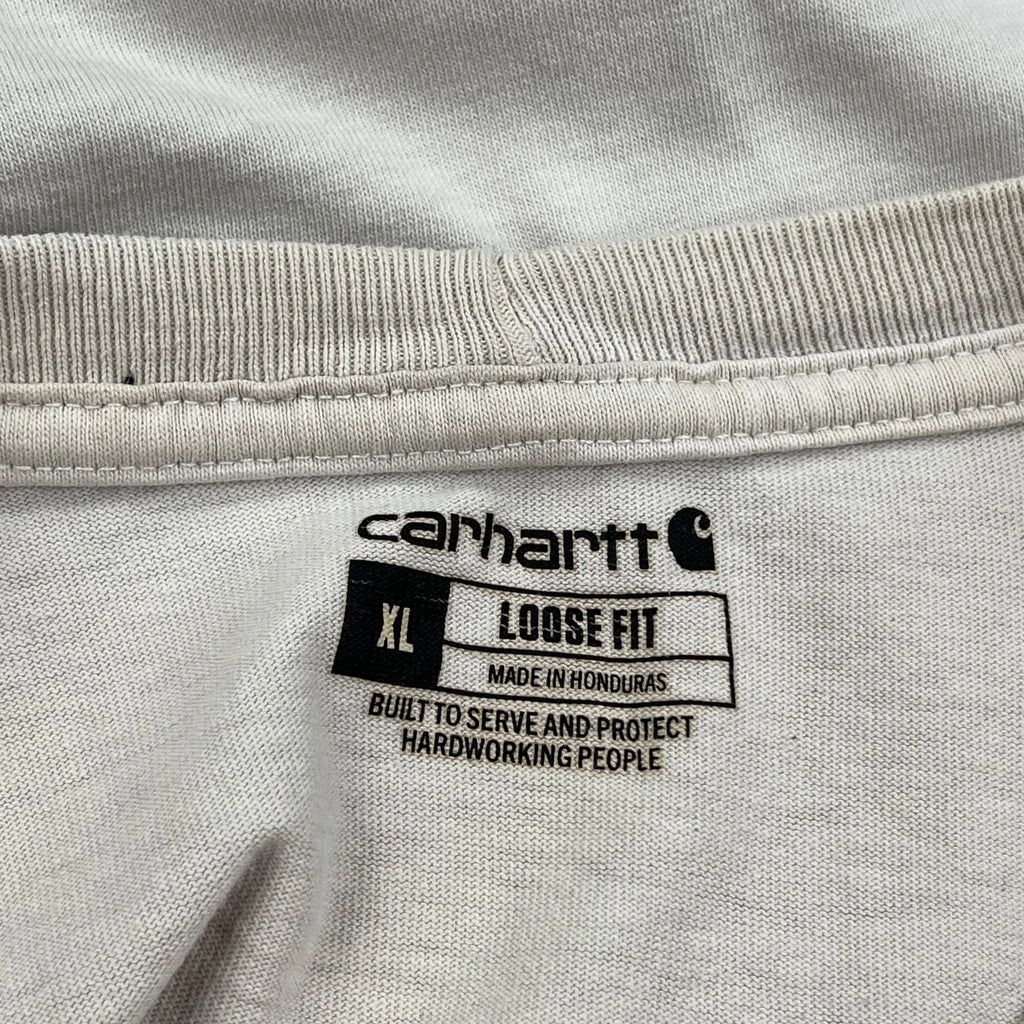 carhartt
XL
LOOSE FIT
MADE IN HONDURAS
BUILT TO SERVE AND PROTECT
HARDWORKING PEOPLE